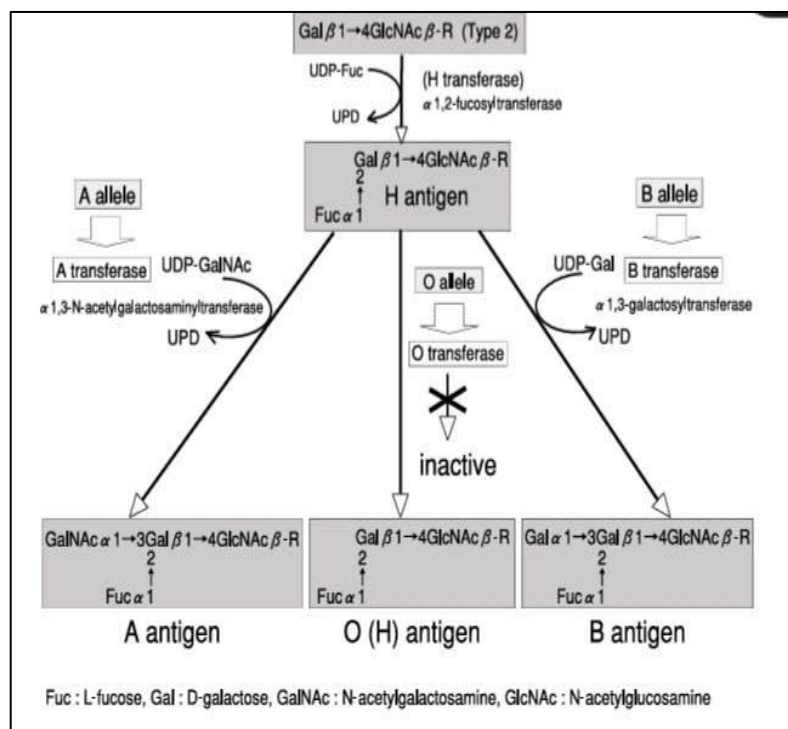 Gal β 1→4GlcNAc β-R (Type 2)
UDP-Fuc
(H transferase)
α 1,2-fucosyltransferase
UPD
Gal β 1→4GlcNAc β-R
2
↑
Fuc α 1
H antigen
A allele
A transferase
UDP-GalNAc
α 1,3-N-acetylgalactosaminyltransferase
UPD
O allele
O transferase
inactive
B allele
UDP-Gal
B transferase
α 1,3-galactosyltransferase
UPD
GalNAc α 1→3Gal β 1→4GlcNAc β-R
2
↑
Fuc α 1
A antigen
Gal β 1→4GlcNAc β-R
2
↑
Fuc α 1
O (H) antigen
Gal α 1→3Gal β 1→4GlcNAc β-R
2
↑
Fuc α 1
B antigen
Fuc : L-fucose, Gal : D-galactose, GalNAc : N-acetylgalactosamine, GlcNAc : N-acetylglucosamine